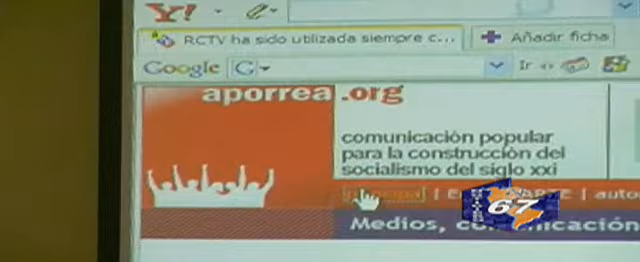 Y!
RCTV ha sido utilizada siempre c...
Añadir ficha
Google G
Ir
aporrea.org
comunicación popular
para la construcción del
socialismo del siglo xxi
principal
67
Medios,